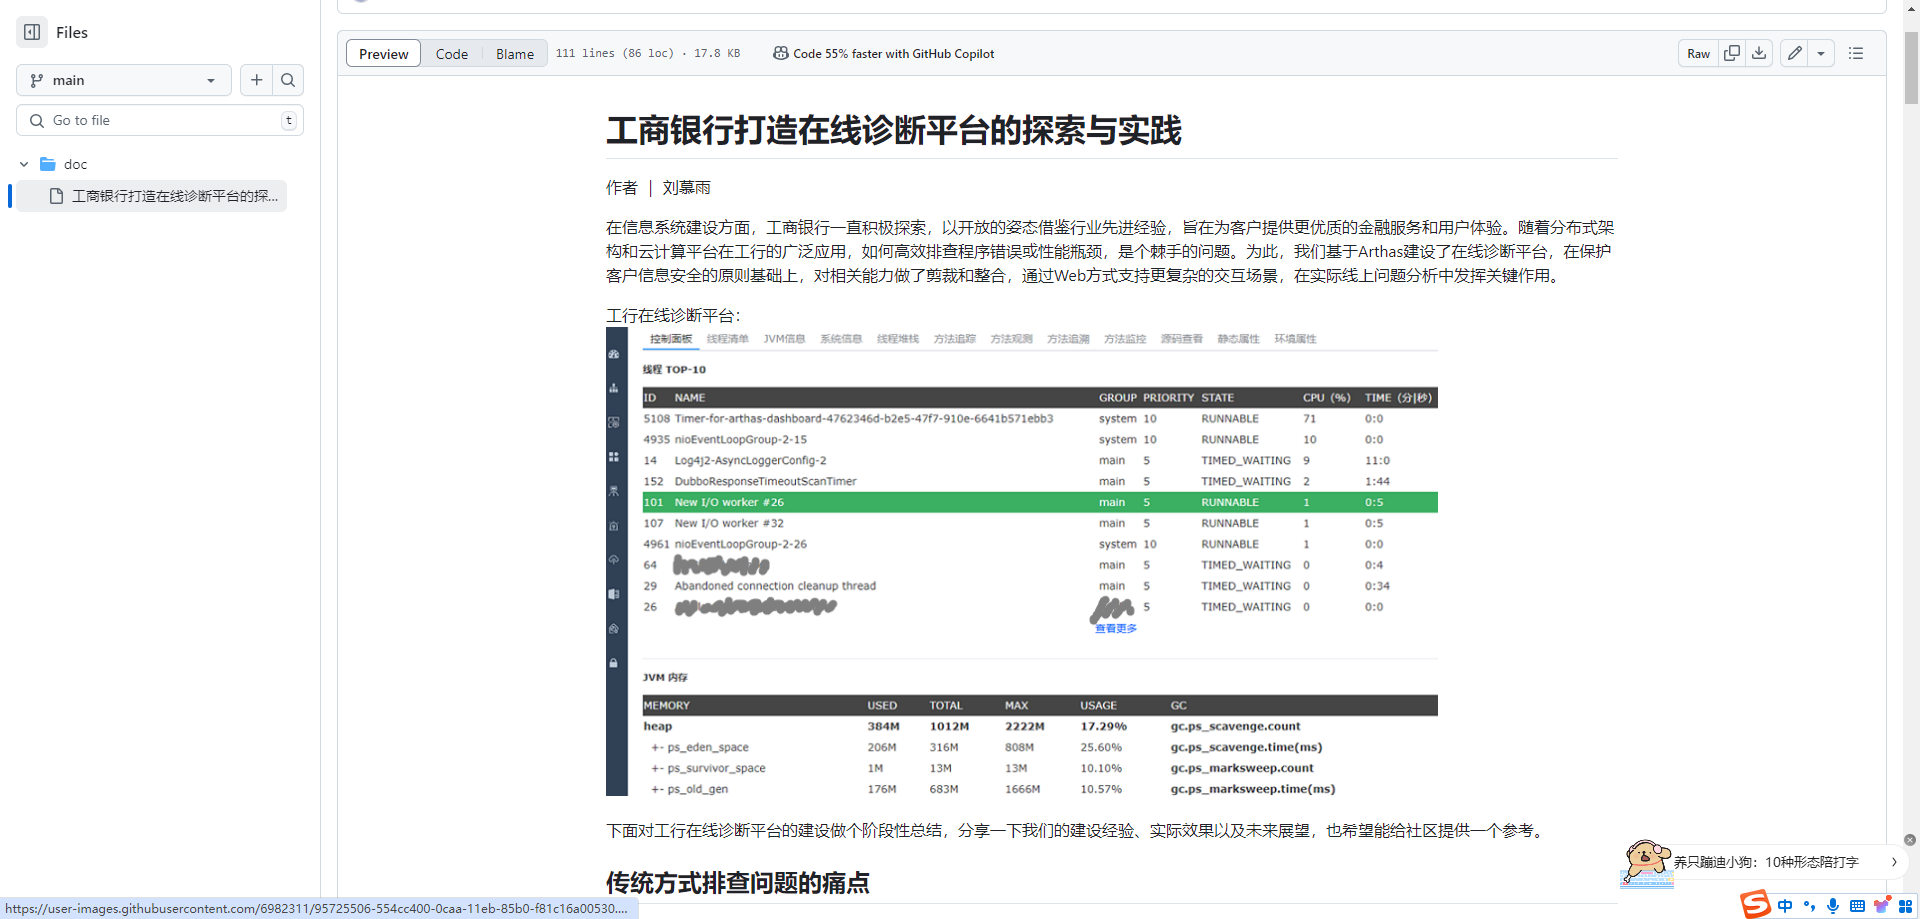 Files
main
Go to file
t
doc
工商银行打造在线诊断平台的探...
Preview Code Blame 111 lines (86 loc) · 17.8 KB Code 55% faster with GitHub Copilot Raw
工商银行打造在线诊断平台的探索与实践
作者 | 刘慕雨
在信息系统建设方面，工商银行一直积极探索，以开放的姿态借鉴行业先进经验，旨在为客户提供更优质的金融服务和用户体验。随着分布式架
构和云计算平台在工行的广泛应用，如何高效排查程序错误或性能瓶颈，是个棘手的问题。为此，我们基于Arthas建设了在线诊断平台，在保护
客户信息安全的原则基础上，对相关能力做了剪裁和整合，通过Web方式支持更复杂的交互场景，在实际线上问题分析中发挥关键作用。
工行在线诊断平台：
控制面板 线程清单 JVM信息 系统信息 线程堆栈 方法追踪 方法观测 方法追溯 方法监控 源码查看 静态属性 环境属性
线程 TOP-10
ID NAME GROUP PRIORITY STATE CPU (%) TIME (分|秒)
5108 Timer-for-arthas-dashboard-4762346d-b2e5-47f7-910e-6641b571ebb3 system 10 RUNNABLE 71 0:0
4935 nioEventLoopGroup-2-15 system 10 RUNNABLE 10 0:0
14 Log4j2-AsyncLoggerConfig-2 main 5 TIMED_WAITING 9 11:0
152 DubboResponseTimeoutScanTimer main 5 TIMED_WAITING 2 1:44
101 New I/O worker #26 main 5 RUNNABLE 1 0:5
107 New I/O worker #32 main 5 RUNNABLE 1 0:5
4961 nioEventLoopGroup-2-26 system 10 RUNNABLE 1 0:0
64 main 5 TIMED_WAITING 0 0:4
29 Abandoned connection cleanup thread main 5 TIMED_WAITING 0 0:34
26 5 TIMED_WAITING 0 0:0
查看更多
JVM 内存
MEMORY USED TOTAL MAX USAGE GC
heap 384M 1012M 2222M 17.29% gc.ps_scavenge.count
+- ps_eden_space 206M 316M 808M 25.60% gc.ps_scavenge.time(ms)
+- ps_survivor_space 1M 13M 13M 10.10% gc.ps_marksweep.count
+- ps_old_gen 176M 683M 1666M 10.57% gc.ps_marksweep.time(ms)
下面对工行在线诊断平台的建设做个阶段性总结，分享一下我们的建设经验、实际效果以及未来展望，也希望能给社区提供一个参考。
传统方式排查问题的痛点
养只蹦迪小狗：10种形态陪打字
https://user-images.githubusercontent.com/6982311/95725506-554cc400-0caa-11eb-85b0-f81c16a00530....
中